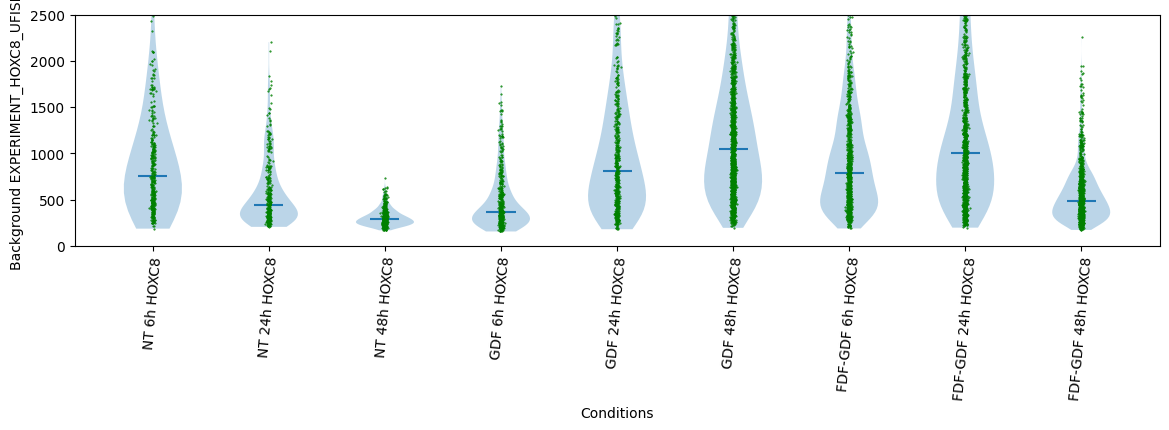 Background EXPERIMENT_HOXC8_UFISH
2500
2000
1500
1000
500
0
NT 6h HOXC8
NT 24h HOXC8
NT 48h HOXC8
GDF 6h HOXC8
GDF 24h HOXC8
GDF 48h HOXC8
FDF-GDF 6h HOXC8
FDF-GDF 24h HOXC8
FDF-GDF 48h HOXC8
Conditions